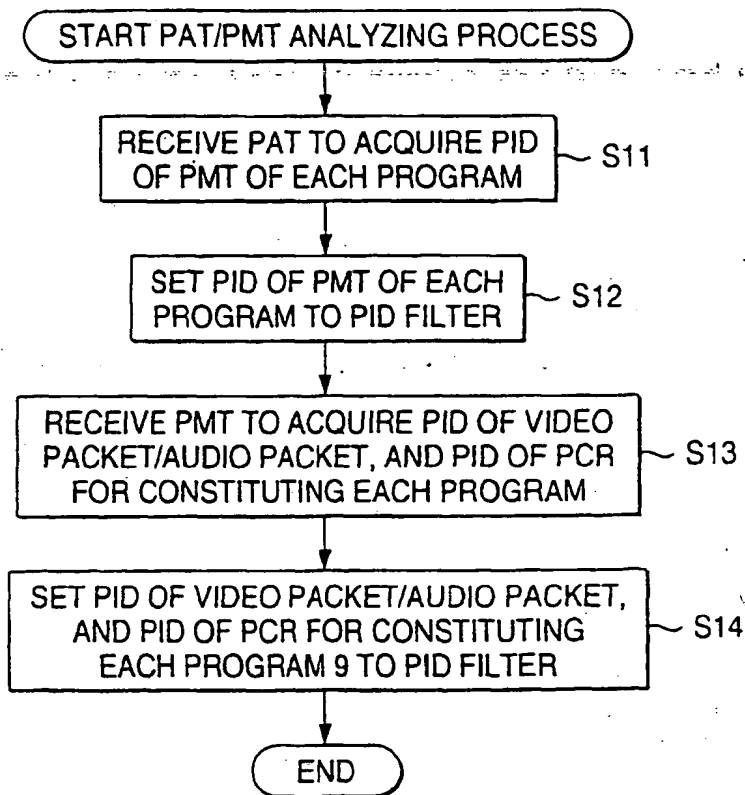 START PAT/PMT ANALYZING PROCESS
RECEIVE PAT TO ACQUIRE PID
OF PMT OF EACH PROGRAM
S11
SET PID OF PMT OF EACH
PROGRAM TO PID FILTER
S12
RECEIVE PMT TO ACQUIRE PID OF VIDEO
PACKET/AUDIO PACKET, AND PID OF PCR
FOR CONSTITUTING EACH PROGRAM
S13
SET PID OF VIDEO PACKET/AUDIO PACKET,
AND PID OF PCR FOR CONSTITUTING
EACH PROGRAM 9 TO PID FILTER
S14
END